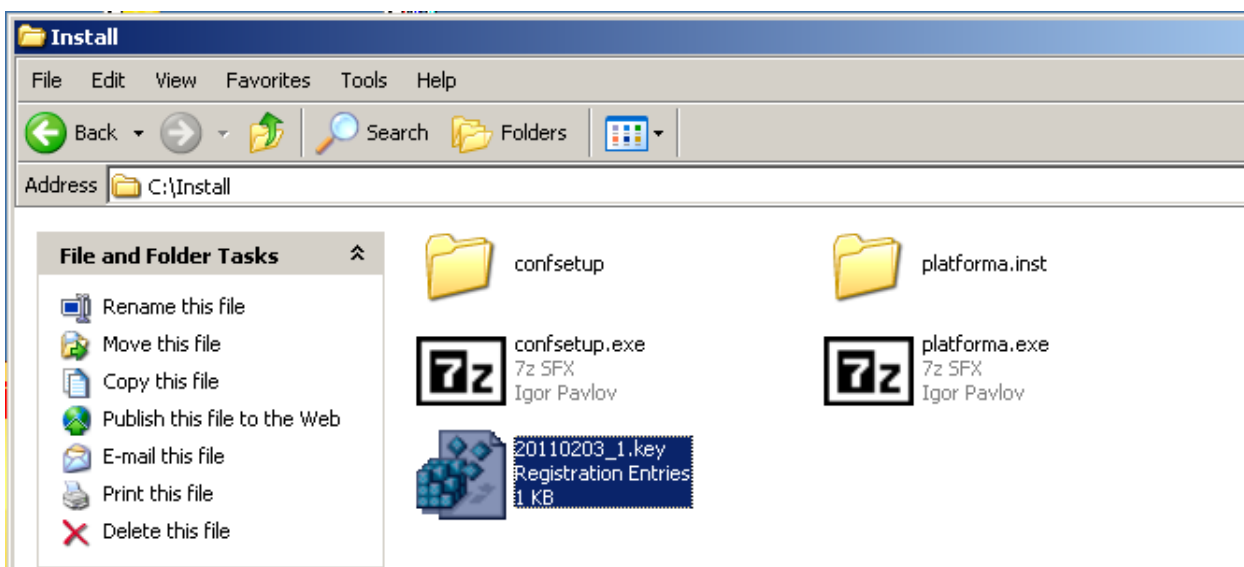 Install
File Edit View Favorites Tools Help
Back Search Folders
Address C:\Install
File and Folder Tasks
Rename this file
Move this file
Copy this file
Publish this file to the Web
E-mail this file
Print this file
Delete this file
confsetup
platforma.inst
confsetup.exe
7z SFX
Igor Pavlov
7z
platforma.exe
7z SFX
Igor Pavlov
7z
20110203_1.key
Registration Entries
1 KB